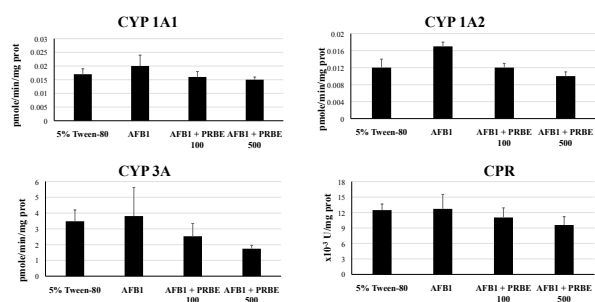 CYP 1A1
pmole/min/mg prot
0.03
0.025
0.02
0.015
0.01
0.005
0
5% Tween-80 AFB1 AFB1 + PRBE 100 AFB1 + PRBE 500
CYP 1A2
pmole/min/mg prot
0.02
0.016
0.012
0.008
0.004
0
5% Tween-80 AFB1 AFB1 + PRBE 100 AFB1 + PRBE 500
CYP 3A
pmole/min/mg prot
6
5
4
3
2
1
0
5% Tween-80 AFB1 AFB1 + PRBE 100 AFB1 + PRBE 500
CPR
x10-3 U/mg prot
18
15
12
9
6
3
0
5% Tween-80 AFB1 AFB1 + PRBE 100 AFB1 + PRBE 500